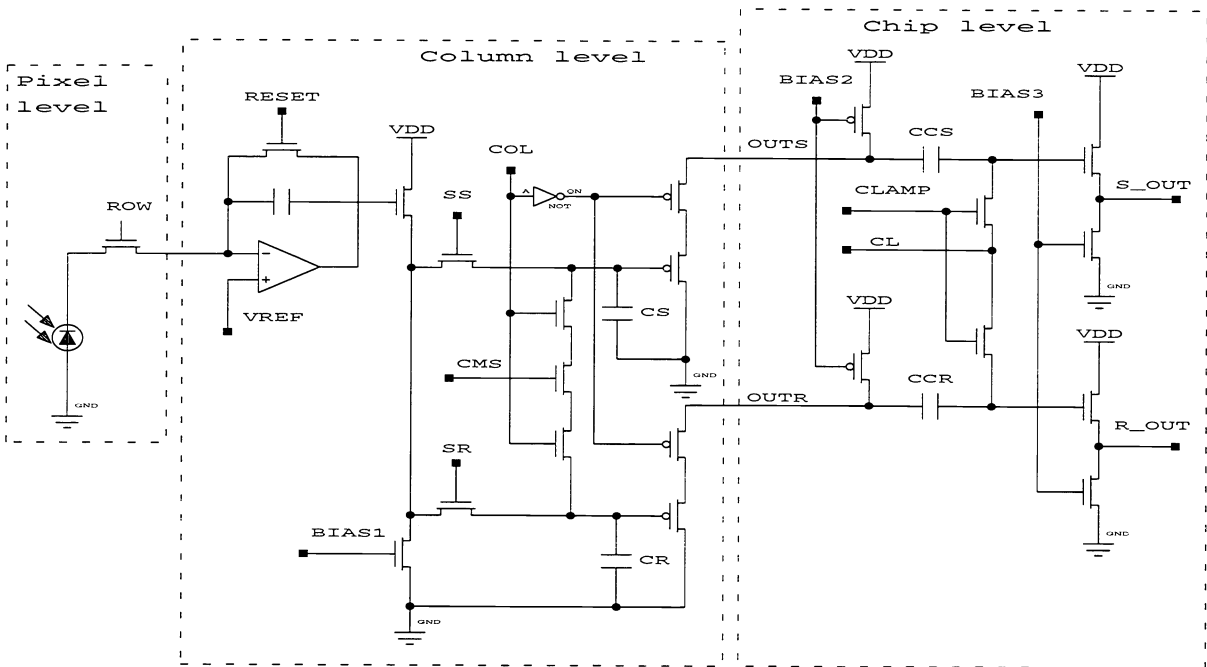 Pixel
level
ROW
GND
Column level
RESET
VDD
VREF
COL
A
NOT
QN
SS
CS
CMS
GND
SR
BIAS1
CR
GND
Chip level
VDD
BIAS2
BIAS3
VDD
OUTS
CCS
CLAMP
CL
S_OUT
GND
VDD
VDD
OUTR
CCR
R_OUT
GND